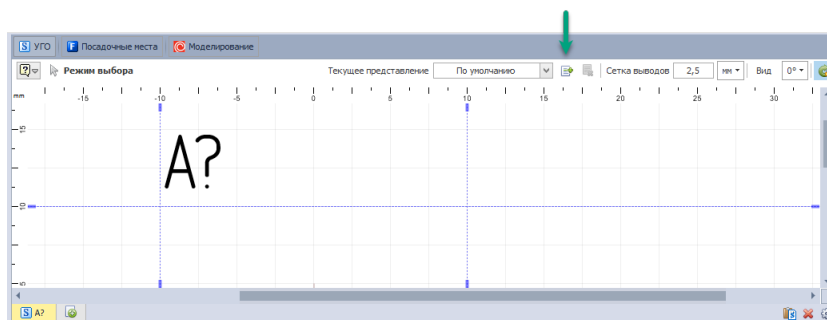 S УГО F Посадочные места Моделирование
? Режим выбора Текущее представление По умолчанию Сетка выводов 2,5 мм Вид 0°
mm -15 -10 -5 0 5 10 15 20 25 30
15
A?
10
5
S A?